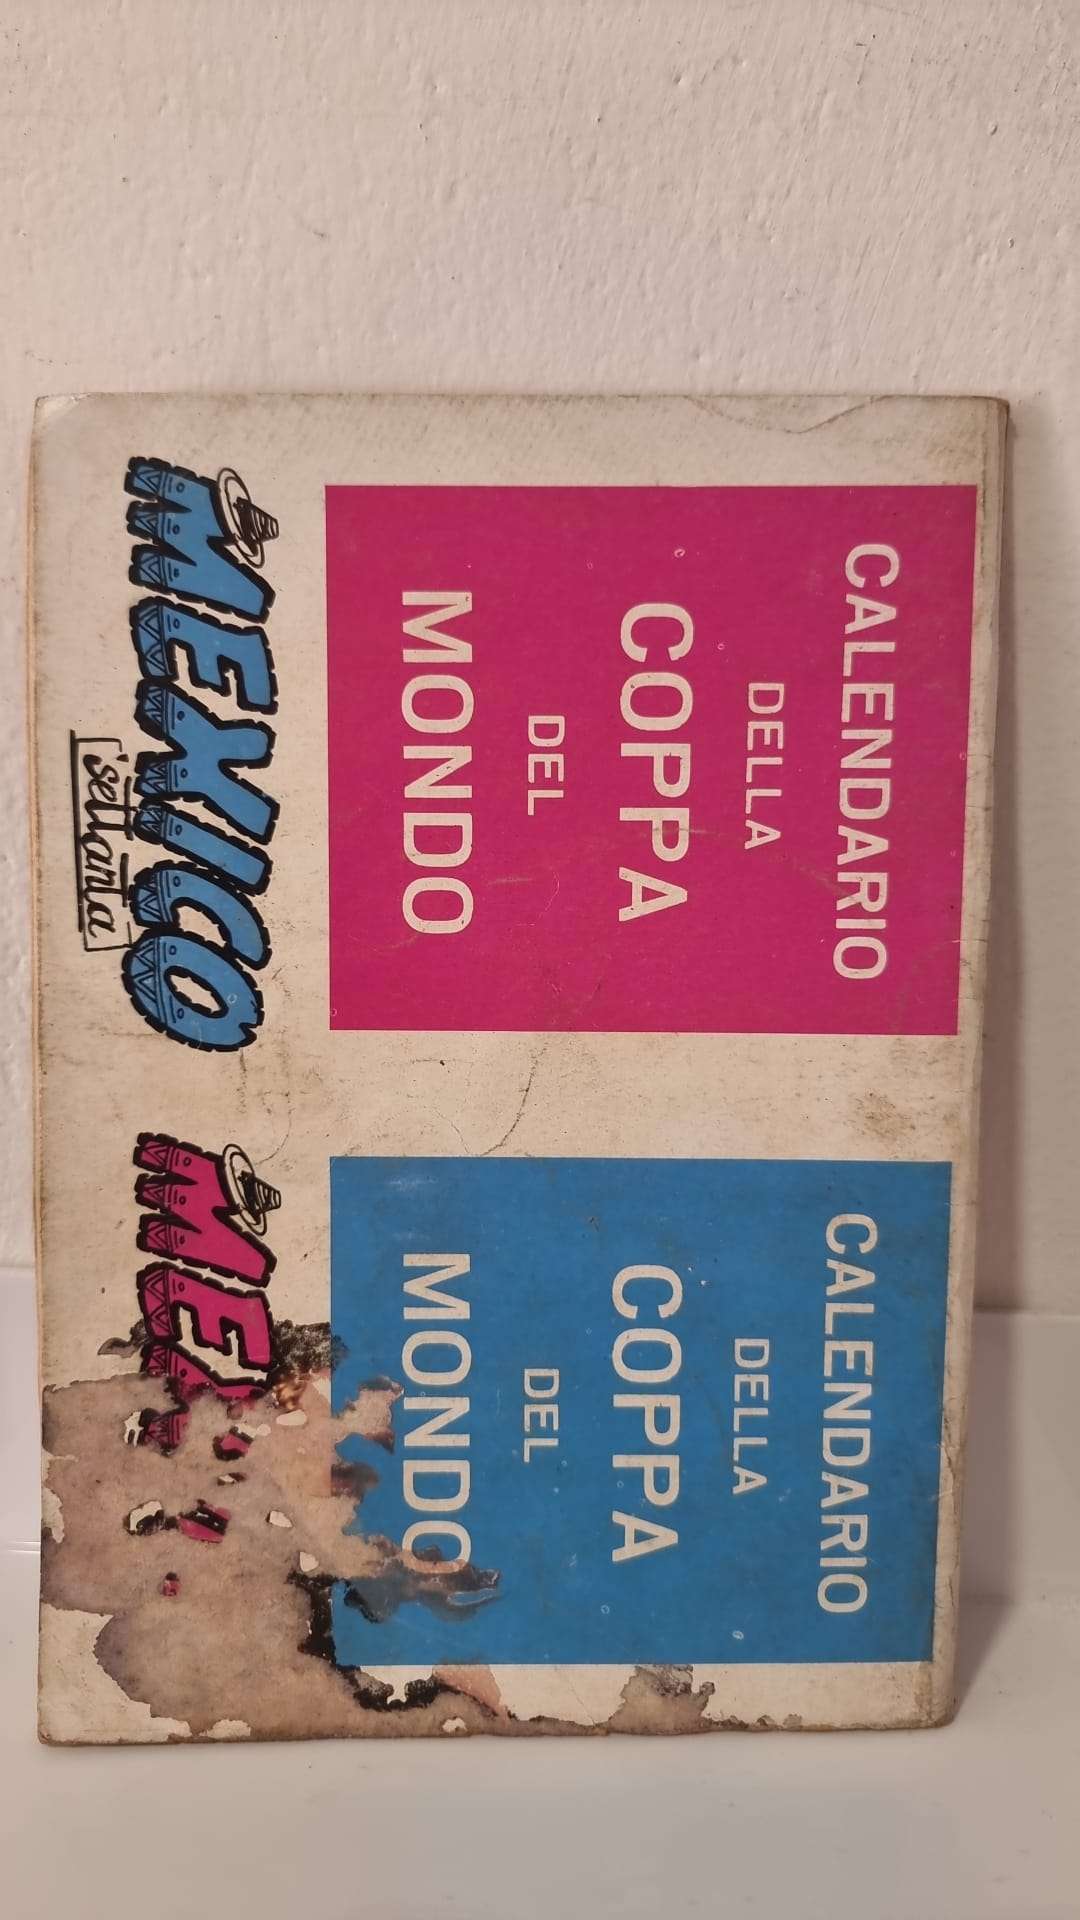 CALENDARIO
DELLA
COPPA
DEL
MONDO
MEXICO
settanta
CALENDARIO
DELLA
COPPA
DEL
MONDO